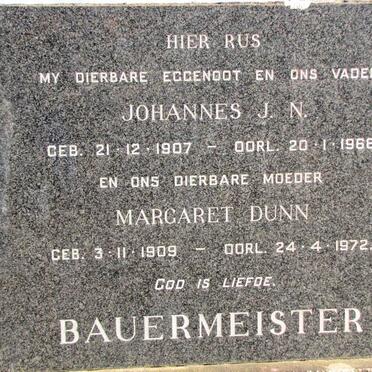 HIER RUS
MY DIERBARE EGGENOOT EN ONS VADER
JOHANNES J. N.
GEB. 21·12·1907 – OORL. 20·1·1966
EN ONS DIERBARE MOEDER
MARGARET DUNN
GEB. 3·11·1909 – OORL. 24·4·1972.
GOD IS LIEFDE.
BAUERMEISTER